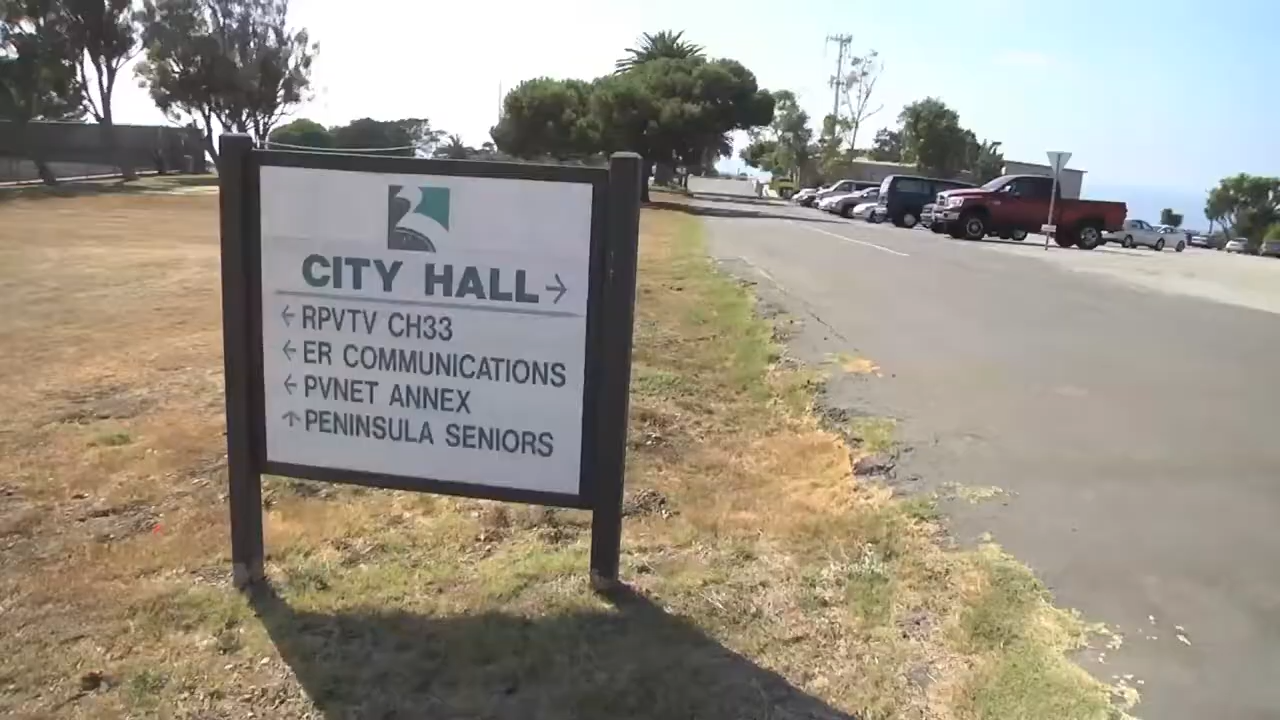 CITY HALL →
← RPVTV CH33
← ER COMMUNICATIONS
← PVNET ANNEX
↑ PENINSULA SENIORS